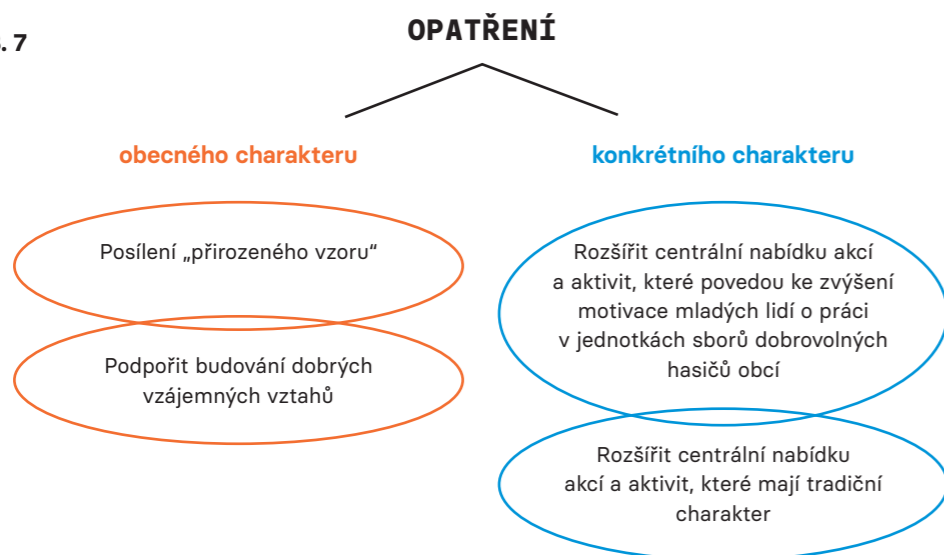 . 7
OPATŘENÍ
obecného charakteru
konkrétního charakteru
Posílení „přirozeného vzoru“
Podpořit budování dobrých
vzájemných vztahů
Rozšířit centrální nabídku akcí
a aktivit, které povedou ke zvýšení
motivace mladých lidí o práci
v jednotkách sborů dobrovolných
hasičů obcí
Rozšířit centrální nabídku
akcí a aktivit, které mají tradiční
charakter